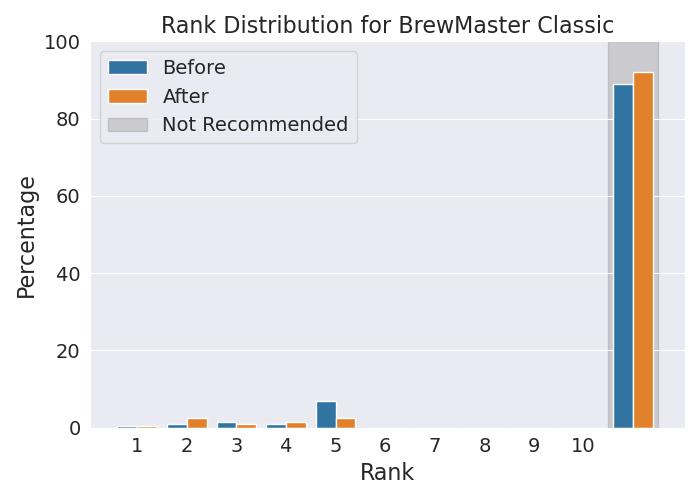 Rank Distribution for BrewMaster Classic
100
80
60
40
20
0
Percentage
Before
After
Not Recommended
1 2 3 4 5 6 7 8 9 10
Rank